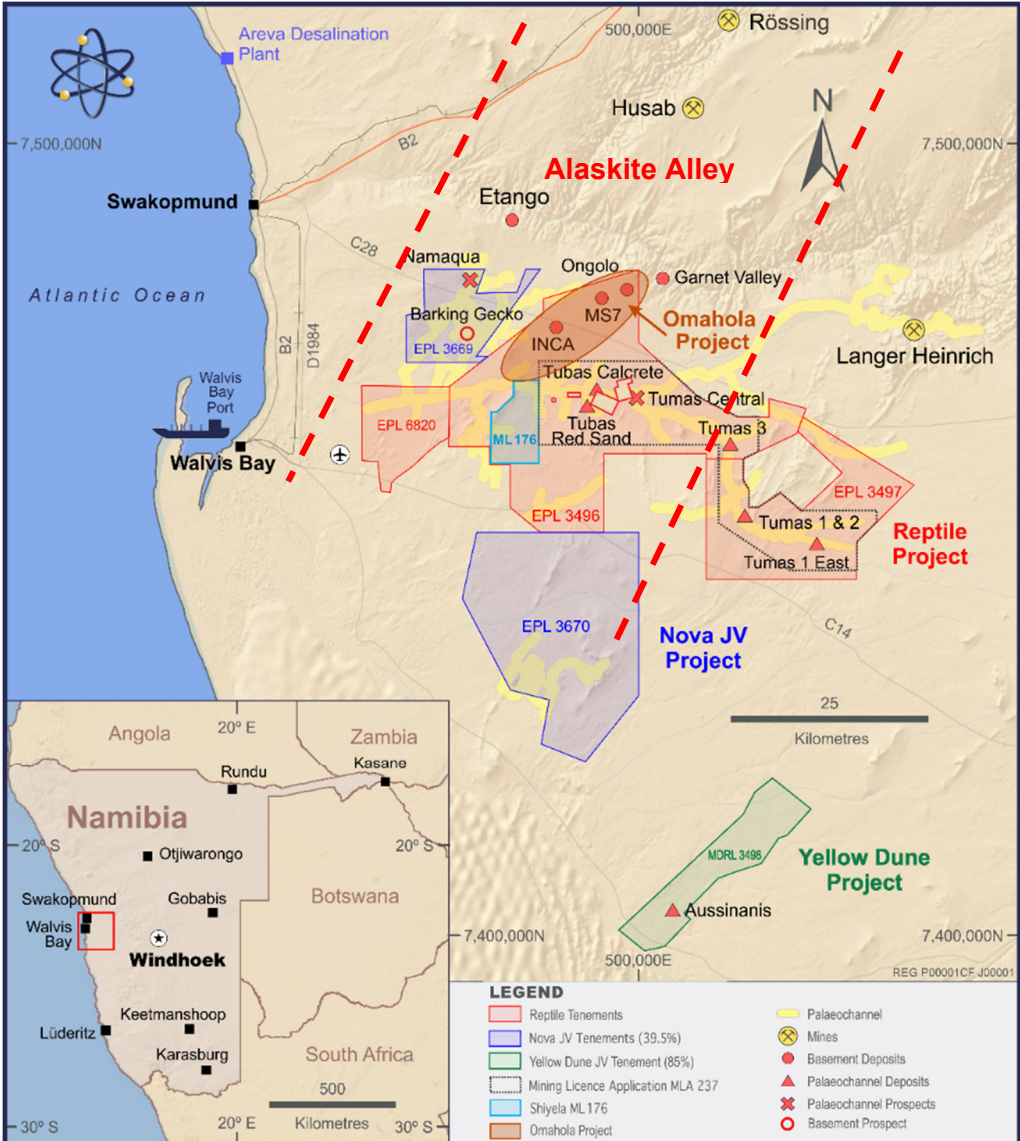 Areva Desalination
Plant
500,000E
Rössing
Husab
N
B2
7,500,000N
7,500,000N
Alaskite Alley
Swakopmund
Etango
C28
Namaqua
Ongolo
Garnet Valley
Atlantic Ocean
Barking Gecko
MS7
Omahola
Project
B2
D1984
EPL 3669
INCA
Langer Heinrich
Walvis
Bay
Port
Tubas Calcrete
Tumas Central
EPL 6820
ML 176
Tubas
Red Sand
Tumas 3
Walvis Bay
EPL 3496
EPL 3497
Tumas 1 & 2
Reptile
Project
Tumas 1 East
EPL 3670
Nova JV
Project
C14
25
Kilometres
MDRL 3498
Yellow Dune
Project
Aussinanis
7,400,000N
7,400,000N
500,000E
REG P00001CF J00001
20° E
Angola
Zambia
Kasane
Rundu
Namibia
20° S
20° S
Otjiwarongo
Swakopmund
Gobabis
Botswana
Walvis
Bay
Windhoek
Keetmanshoop
Lüderitz
South Africa
Karasburg
500
Kilometres
30° S
20° E
30° S
LEGEND
Reptile Tenements
Nova JV Tenements (39.5%)
Yellow Dune JV Tenement (85%)
Mining Licence Application MLA 237
Shiyela ML 176
Omahola Project
Palaeochannel
Mines
Basement Deposits
Palaeochannel Deposits
Palaeochannel Prospects
Basement Prospect